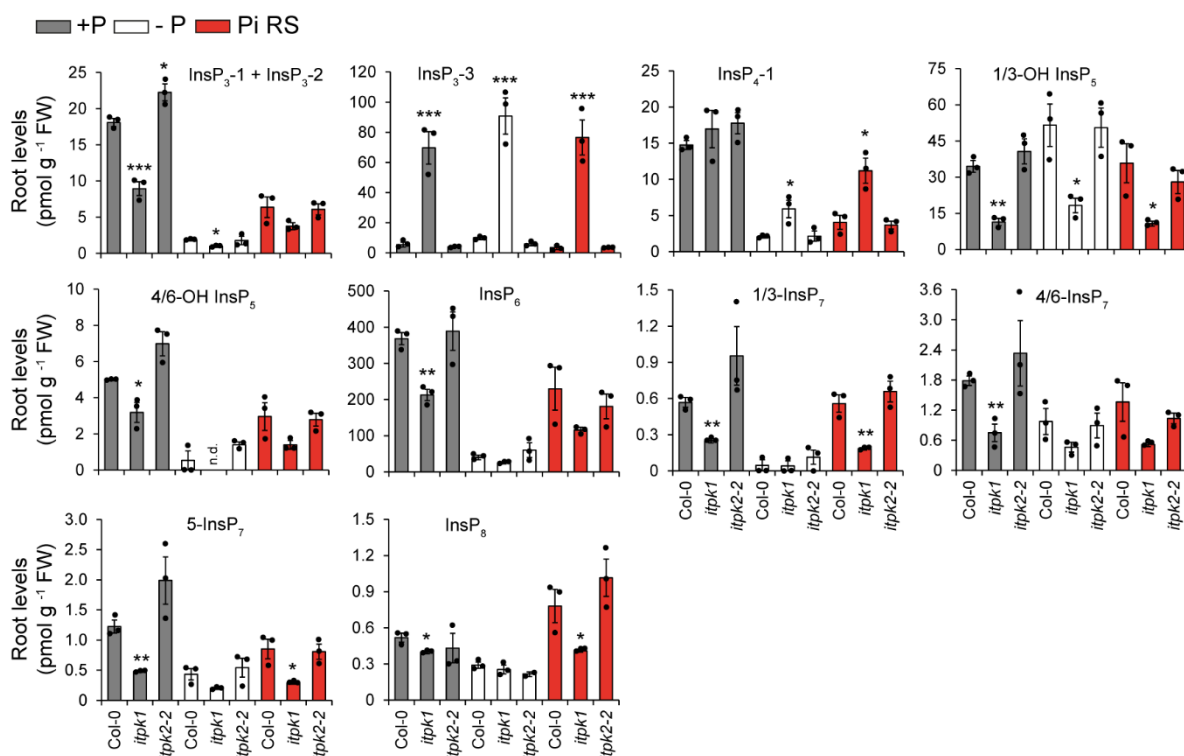 +P - P Pi RS
InsP3-1 + InsP3-2 InsP3-3 InsP4-1 1/3-OH InsP5
Root levels
(pmol g -1 FW)
25 20 15 10 5 0
*** * *
120 100 80 60 40 20 0
*** *** ***
20 15 10 5 0
* *
75 60 45 30 15 0
** * *
4/6-OH InsP5 InsP6 1/3-InsP7 4/6-InsP7
Root levels
(pmol g -1 FW)
10 8 6 4 2 0
* n.d.
500 400 300 200 100 0
**
1.5 1.2 0.9 0.6 0.3 0
** **
3.6 3.0 2.4 1.8 1.2 0.6 0
**
Col-0 itpk1 itpk2-2 Col-0 itpk1 itpk2-2 Col-0 itpk1 itpk2-2
Col-0 itpk1 itpk2-2 Col-0 itpk1 itpk2-2 Col-0 itpk1 itpk2-2
5-InsP7 InsP8
Root levels
(pmol g -1 FW)
3.0 2.5 2.0 1.5 1.0 0.5 0
** *
1.5 1.2 0.9 0.6 0.3 0
* *
Col-0 itpk1 itpk2-2 Col-0 itpk1 itpk2-2 Col-0 itpk1 itpk2-2
Col-0 itpk1 itpk2-2 Col-0 itpk1 itpk2-2 Col-0 itpk1 itpk2-2